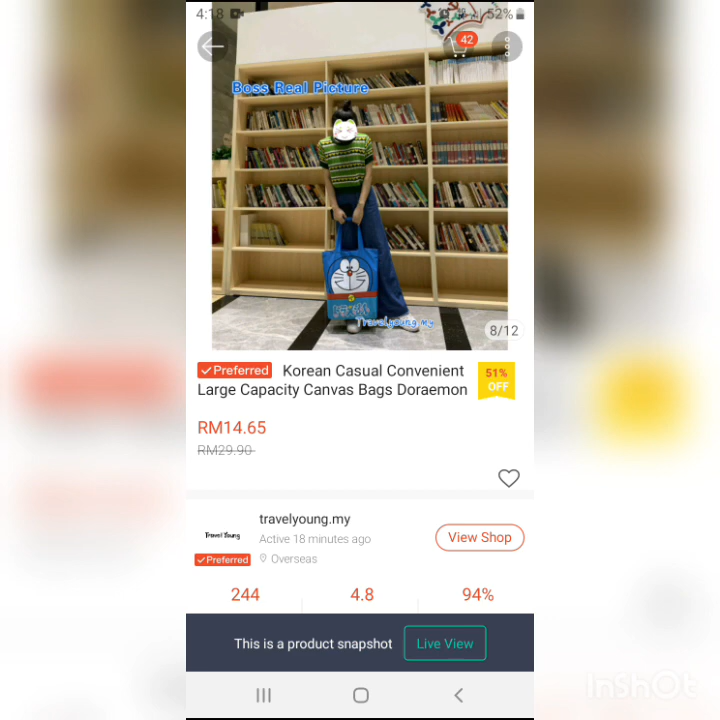 4:18
52%
42
Boss Real Picture
Travelyoung.my
8/12
Preferred Korean Casual Convenient
Large Capacity Canvas Bags Doraemon
51%
OFF
RM14.65
RM29.90
travelyoung.my
Travel Young
Active 18 minutes ago
View Shop
Preferred
Overseas
244 4.8 94%
This is a product snapshot
Live View
InShOt